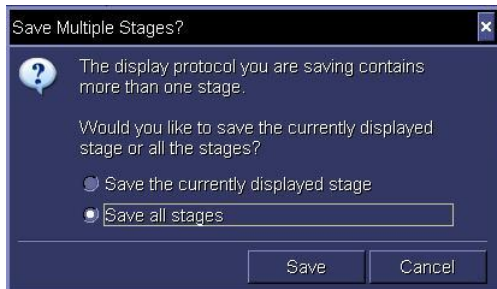 Save Multiple Stages?
The display protocol you are saving contains
more than one stage.
Would you like to save the currently displayed
stage or all the stages?
Save the currently displayed stage
Save all stages
Save Cancel